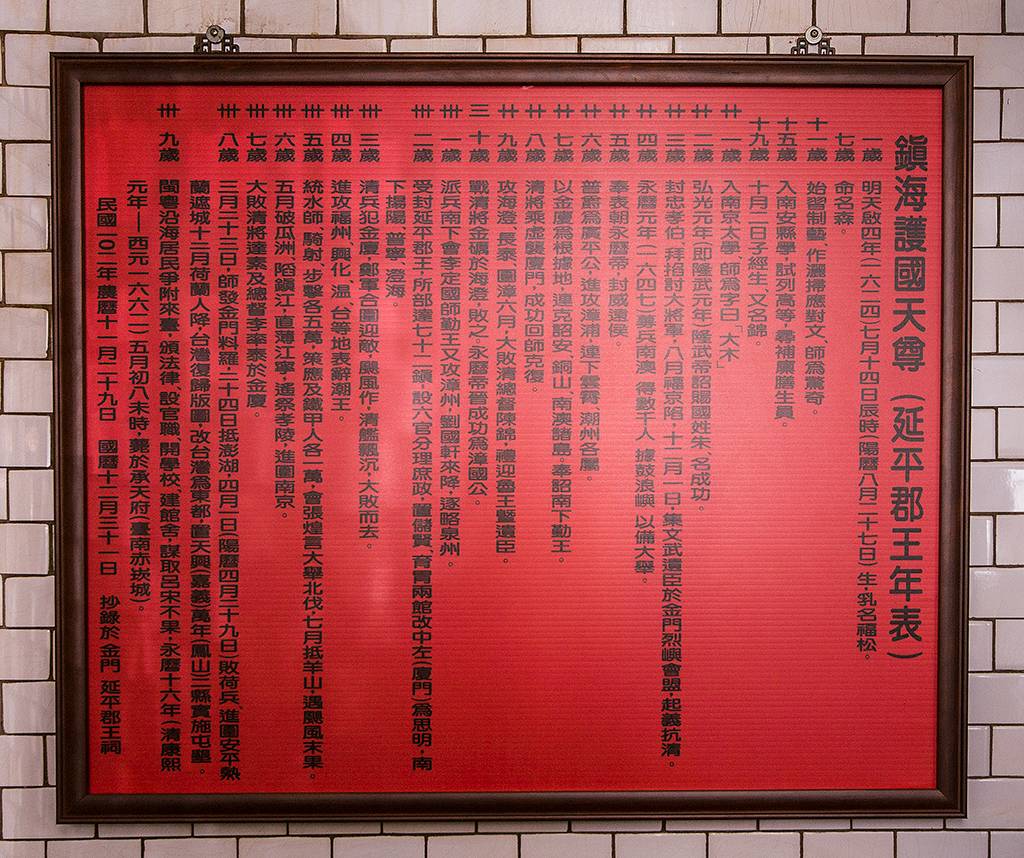 鎮海護國天尊（延平郡王年表）
一歲 明天啟四年（一六二四七月十四日辰時（陽曆八月二十七日）生，乳名福松。
七歲 命名森。
十一歲 始習制藝、作灑掃應對文、師為驚奇。
十五歲 入南安縣學，試列高等，尋補廩膳生員。
十九歲 十月二日子經生、又名錦。
廿一歲 入南京太學、師為字曰「大木」
廿二歲 弘光元年（即隆武元年）隆武帝詔賜國姓朱、名成功。
廿三歲 封忠孝伯、拜招討大將軍，八月福京陷，十二月一日，集文武遺臣於金門烈嶼會盟，起義抗清。
廿四歲 永曆元年（一六四七）募兵南澳、得數千人、據鼓浪嶼、以備大舉。
廿五歲 奉表朝永曆帝，封威遠侯。
廿六歲 晉爵為廣平公，進攻漳浦，連下雲霄、潮州各屬。
廿七歲 以金廈為根據地，連克詔安、銅山、南澳諸島。奉詔南下勤王。
廿八歲 清將乘虛襲廈門，成功回師克復。
廿九歲 攻海澄、長泰、圍漳六月，大敗清總督陳錦，禮迎魯王暨遺臣。
三十歲 戰清將金礪於海澄，敗之。永曆帝晉成功為漳國公。
卅一歲 派兵南下會李定國師勤王又攻漳州，劉國軒來降，逐略泉州。
卅二歲 受封延平郡王，所部達七十二鎮，設六官分理庶政，置儲賢、育冑兩館改中左（廈門）為思明，南
下揭陽、普寧、澄海。
卅三歲 清兵犯金廈，鄭軍合圍迎敵，颶風作，清艦飄沉，大敗而去。
卅四歲 進攻福州、興化、温、台等地表辭潮王。
卅五歲 統水師、騎射、步擊各五萬，策應及鐵甲人各一萬，會張煌言大舉北伐，七月抵羊山，遇颶風未果。
卅六歲 五月破瓜洲、陷鎮江，直薄江寧，遙祭孝陵，進圍南京。
卅七歲 大敗清將達素及總督李率泰於金廈。
卅八歲 三月二十三日，師發金門料羅，二十四日抵澎湖，四月二日（陽曆四月二十九日）敗荷兵、進圍安平熱
蘭遮城十二月荷蘭人降，台灣復歸版圖，改台灣為東都、置天興（嘉義）萬年（鳳山）二縣實施屯墾。
卅九歲 閩粵沿海居民爭附來臺，頒法律、設官職、開學校、建館舍，謀取呂宋不果，永曆十六年（清康熙
元年—西元一六六二）五月初八未時，薨於承天府（臺南赤崁城）。
民國一0二年農曆十一月二十九日 國曆十二月三十一日 抄錄於金門 延平郡王祠